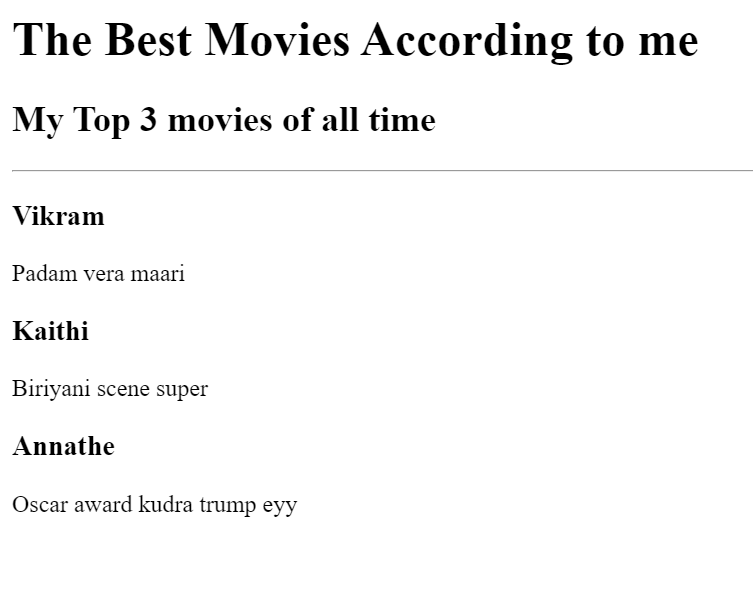 The Best Movies According to me
My Top 3 movies of all time
Vikram
Padam vera maari
Kaithi
Biriyani scene super
Annathe
Oscar award kudra trump eyy